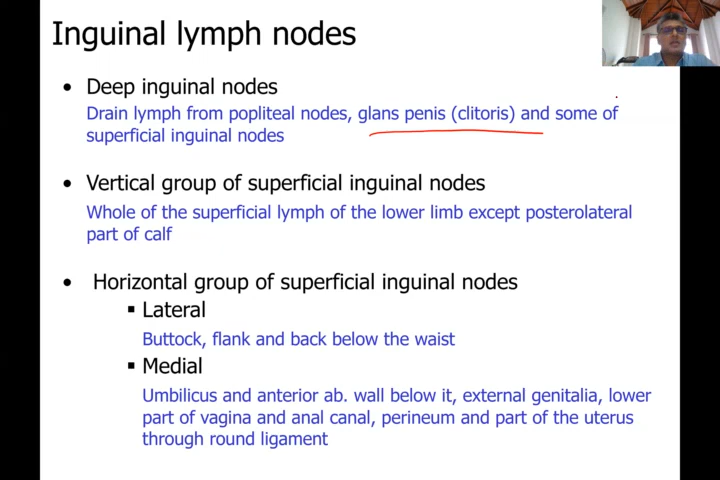 Inguinal lymph nodes
• Deep inguinal nodes
Drain lymph from popliteal nodes, glans penis (clitoris) and some of
superficial inguinal nodes
• Vertical group of superficial inguinal nodes
Whole of the superficial lymph of the lower limb except posterolateral
part of calf
• Horizontal group of superficial inguinal nodes
▪ Lateral
Buttock, flank and back below the waist
▪ Medial
Umbilicus and anterior ab. wall below it, external genitalia, lower
part of vagina and anal canal, perineum and part of the uterus
through round ligament